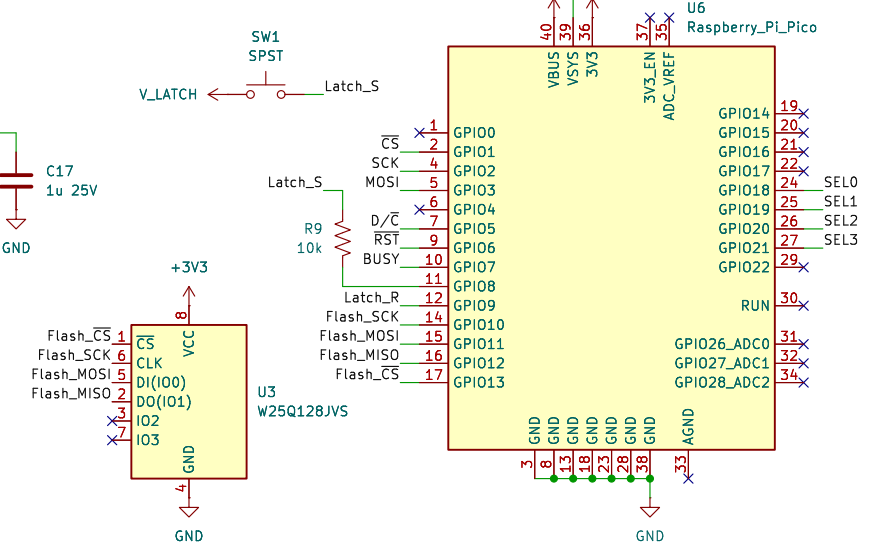 SW1
SPST
V_LATCH
Latch_S
C17
1u 25V
GND
Latch_S
R9
10k
+3V3
U3
W25Q128JVS
8
VCC
Flash_CS 1 CS
Flash_SCK 6 CLK
Flash_MOSI 5 DI(IO0)
Flash_MISO 2 DO(IO1)
3 IO2
7 IO3
GND
4
GND
U6
Raspberry_Pi_Pico
40 39 36 37 35
VBUS VSYS 3V3 3V3_EN ADC_VREF
1 GPIO0
CS 2 GPIO1
SCK 4 GPIO2
MOSI 5 GPIO3
6 GPIO4
D/C 7 GPIO5
RST 9 GPIO6
BUSY 10 GPIO7
11 GPIO8
Latch_R 12 GPIO9
Flash_SCK 14 GPIO10
Flash_MOSI 15 GPIO11
Flash_MISO 16 GPIO12
Flash_CS 17 GPIO13
GPIO14 19
GPIO15 20
GPIO16 21
GPIO17 22
GPIO18 24 SEL0
GPIO19 25 SEL1
GPIO20 26 SEL2
GPIO21 27 SEL3
GPIO22 29
RUN 30
GPIO26_ADC0 31
GPIO27_ADC1 32
GPIO28_ADC2 34
GND GND GND GND GND GND GND AGND
3 8 13 18 23 28 38 33
GND